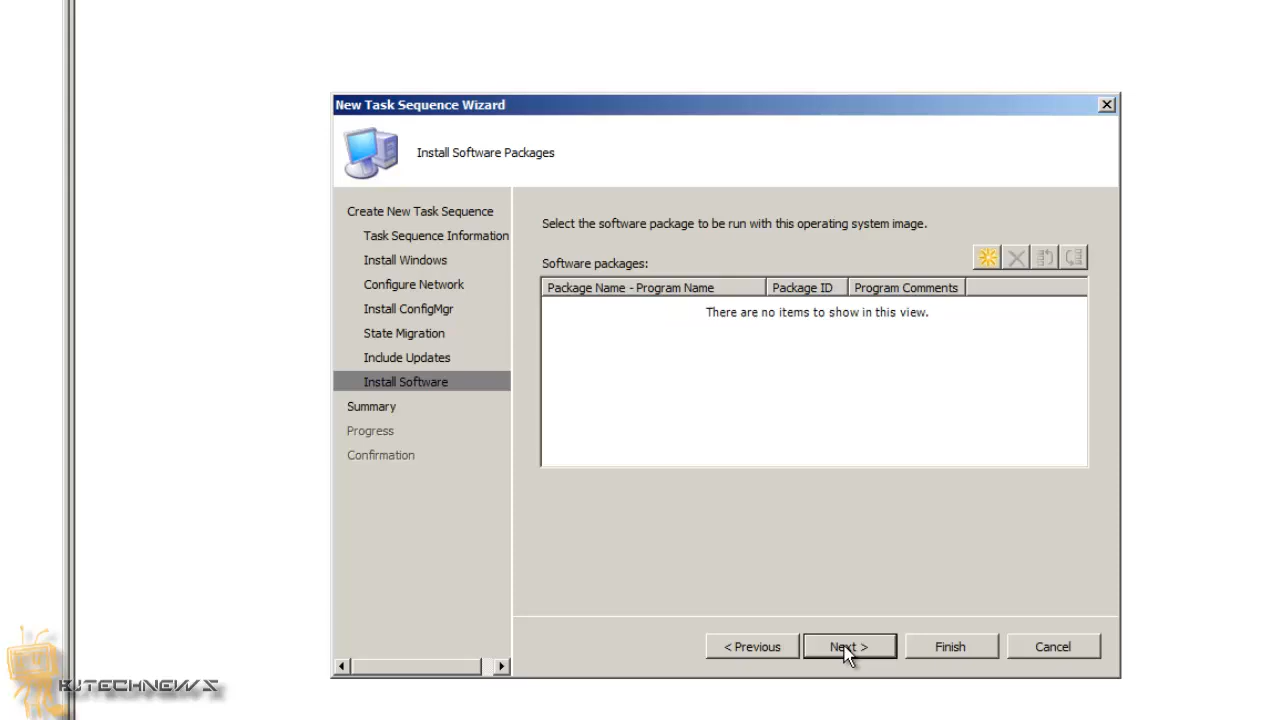 New Task Sequence Wizard
Install Software Packages
Create New Task Sequence
Task Sequence Information
Install Windows
Configure Network
Install ConfigMgr
State Migration
Include Updates
Install Software
Summary
Progress
Confirmation
Select the software package to be run with this operating system image.
Software packages:
Package Name - Program Name Package ID Program Comments
There are no items to show in this view.
< Previous Next > Finish Cancel
KJTECHNEWS